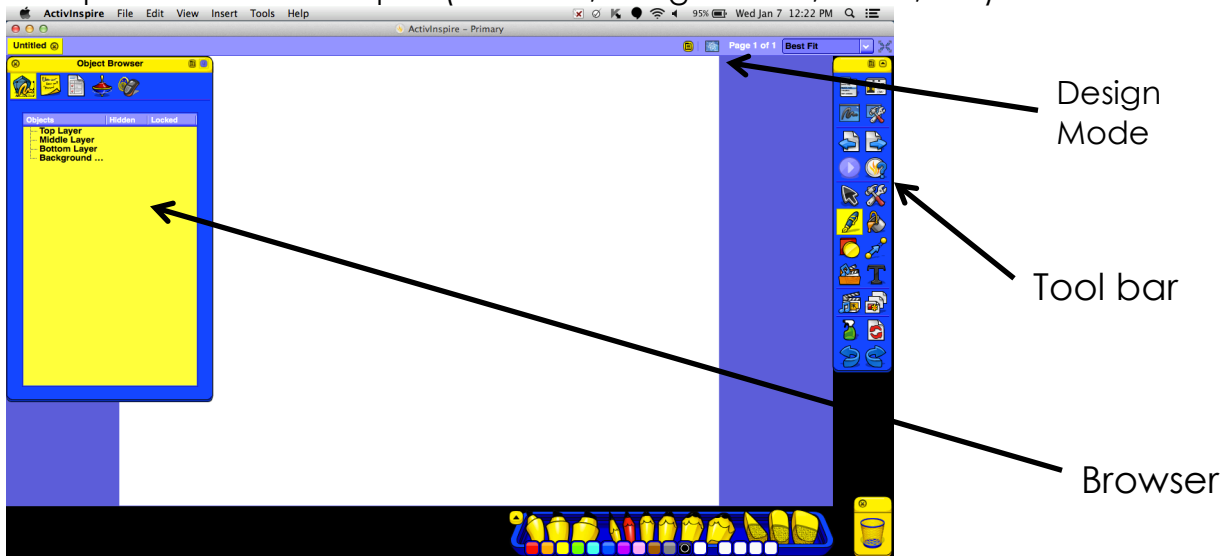 ActivInspire File Edit View Insert Tools Help 95% Wed Jan 7 12:22 PM
ActivInspire – Primary
Untitled Page 1 of 1 Best Fit
Object Browser
Objects Hidden Locked
Top Layer
Middle Layer
Bottom Layer
Background ...
Design
Mode
Tool bar
Browser